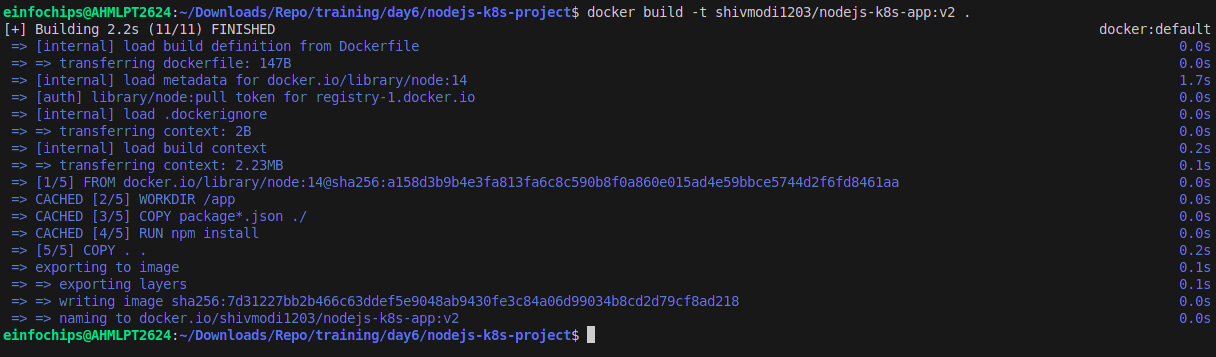 einfochips@AHMLPT2624:~/Downloads/Repo/training/day6/nodejs-k8s-project$ docker build -t shivmodi1203/nodejs-k8s-app:v2 .
[+] Building 2.2s (11/11) FINISHED docker:default
=> [internal] load build definition from Dockerfile 0.0s
=> => transferring dockerfile: 147B 0.0s
=> [internal] load metadata for docker.io/library/node:14 1.7s
=> [auth] library/node:pull token for registry-1.docker.io 0.0s
=> [internal] load .dockerignore 0.0s
=> => transferring context: 2B 0.0s
=> [internal] load build context 0.2s
=> => transferring context: 2.23MB 0.1s
=> [1/5] FROM docker.io/library/node:14@sha256:a158d3b9b4e3fa813fa6c8c590b8f0a860e015ad4e59bbce5744d2f6fd8461aa 0.0s
=> CACHED [2/5] WORKDIR /app 0.0s
=> CACHED [3/5] COPY package*.json ./ 0.0s
=> CACHED [4/5] RUN npm install 0.0s
=> [5/5] COPY . . 0.2s
=> exporting to image 0.1s
=> => exporting layers 0.1s
=> => writing image sha256:7d31227bb2b466c63ddef5e9048ab9430fe3c84a06d99034b8cd2d79cf8ad218 0.0s
=> => naming to docker.io/shivmodi1203/nodejs-k8s-app:v2 0.0s
einfochips@AHMLPT2624:~/Downloads/Repo/training/day6/nodejs-k8s-project$